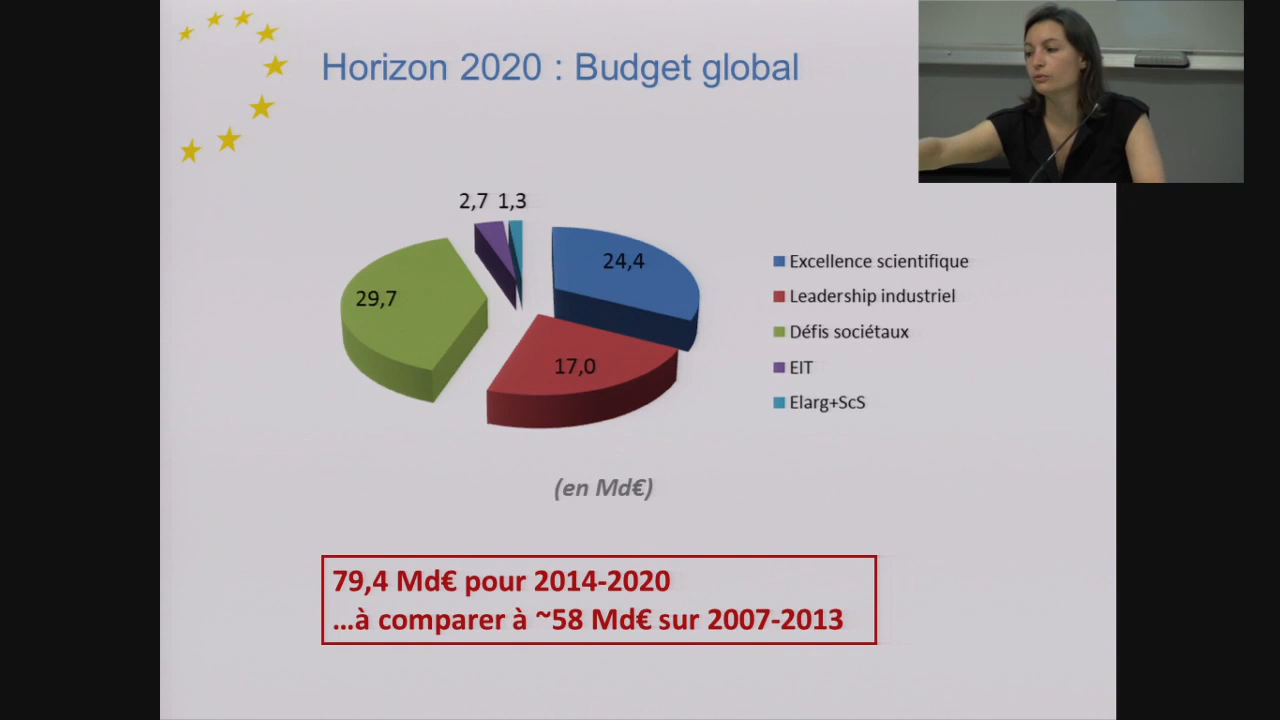 Horizon 2020 : Budget global
2,7 1,3
24,4
29,7
17,0
Excellence scientifique
Leadership industriel
Défis sociétaux
EIT
Elarg+ScS
(en Md€)
79,4 Md€ pour 2014-2020
...à comparer à ~58 Md€ sur 2007-2013